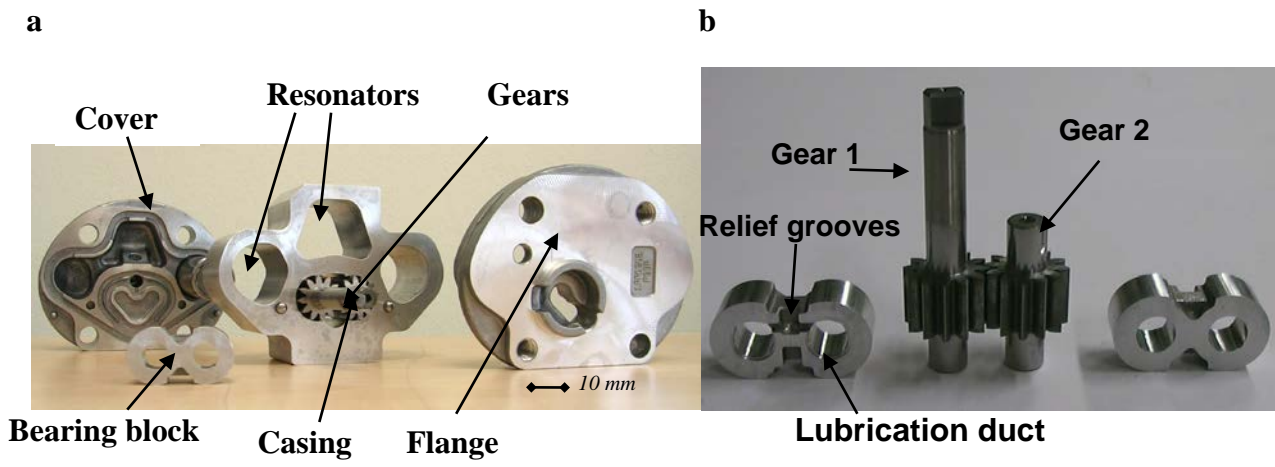 a
b
Resonators
Gears
Cover
Gear 2
Gear 1
Relief grooves
10 mm
Bearing block
Casing
Flange
Lubrication duct